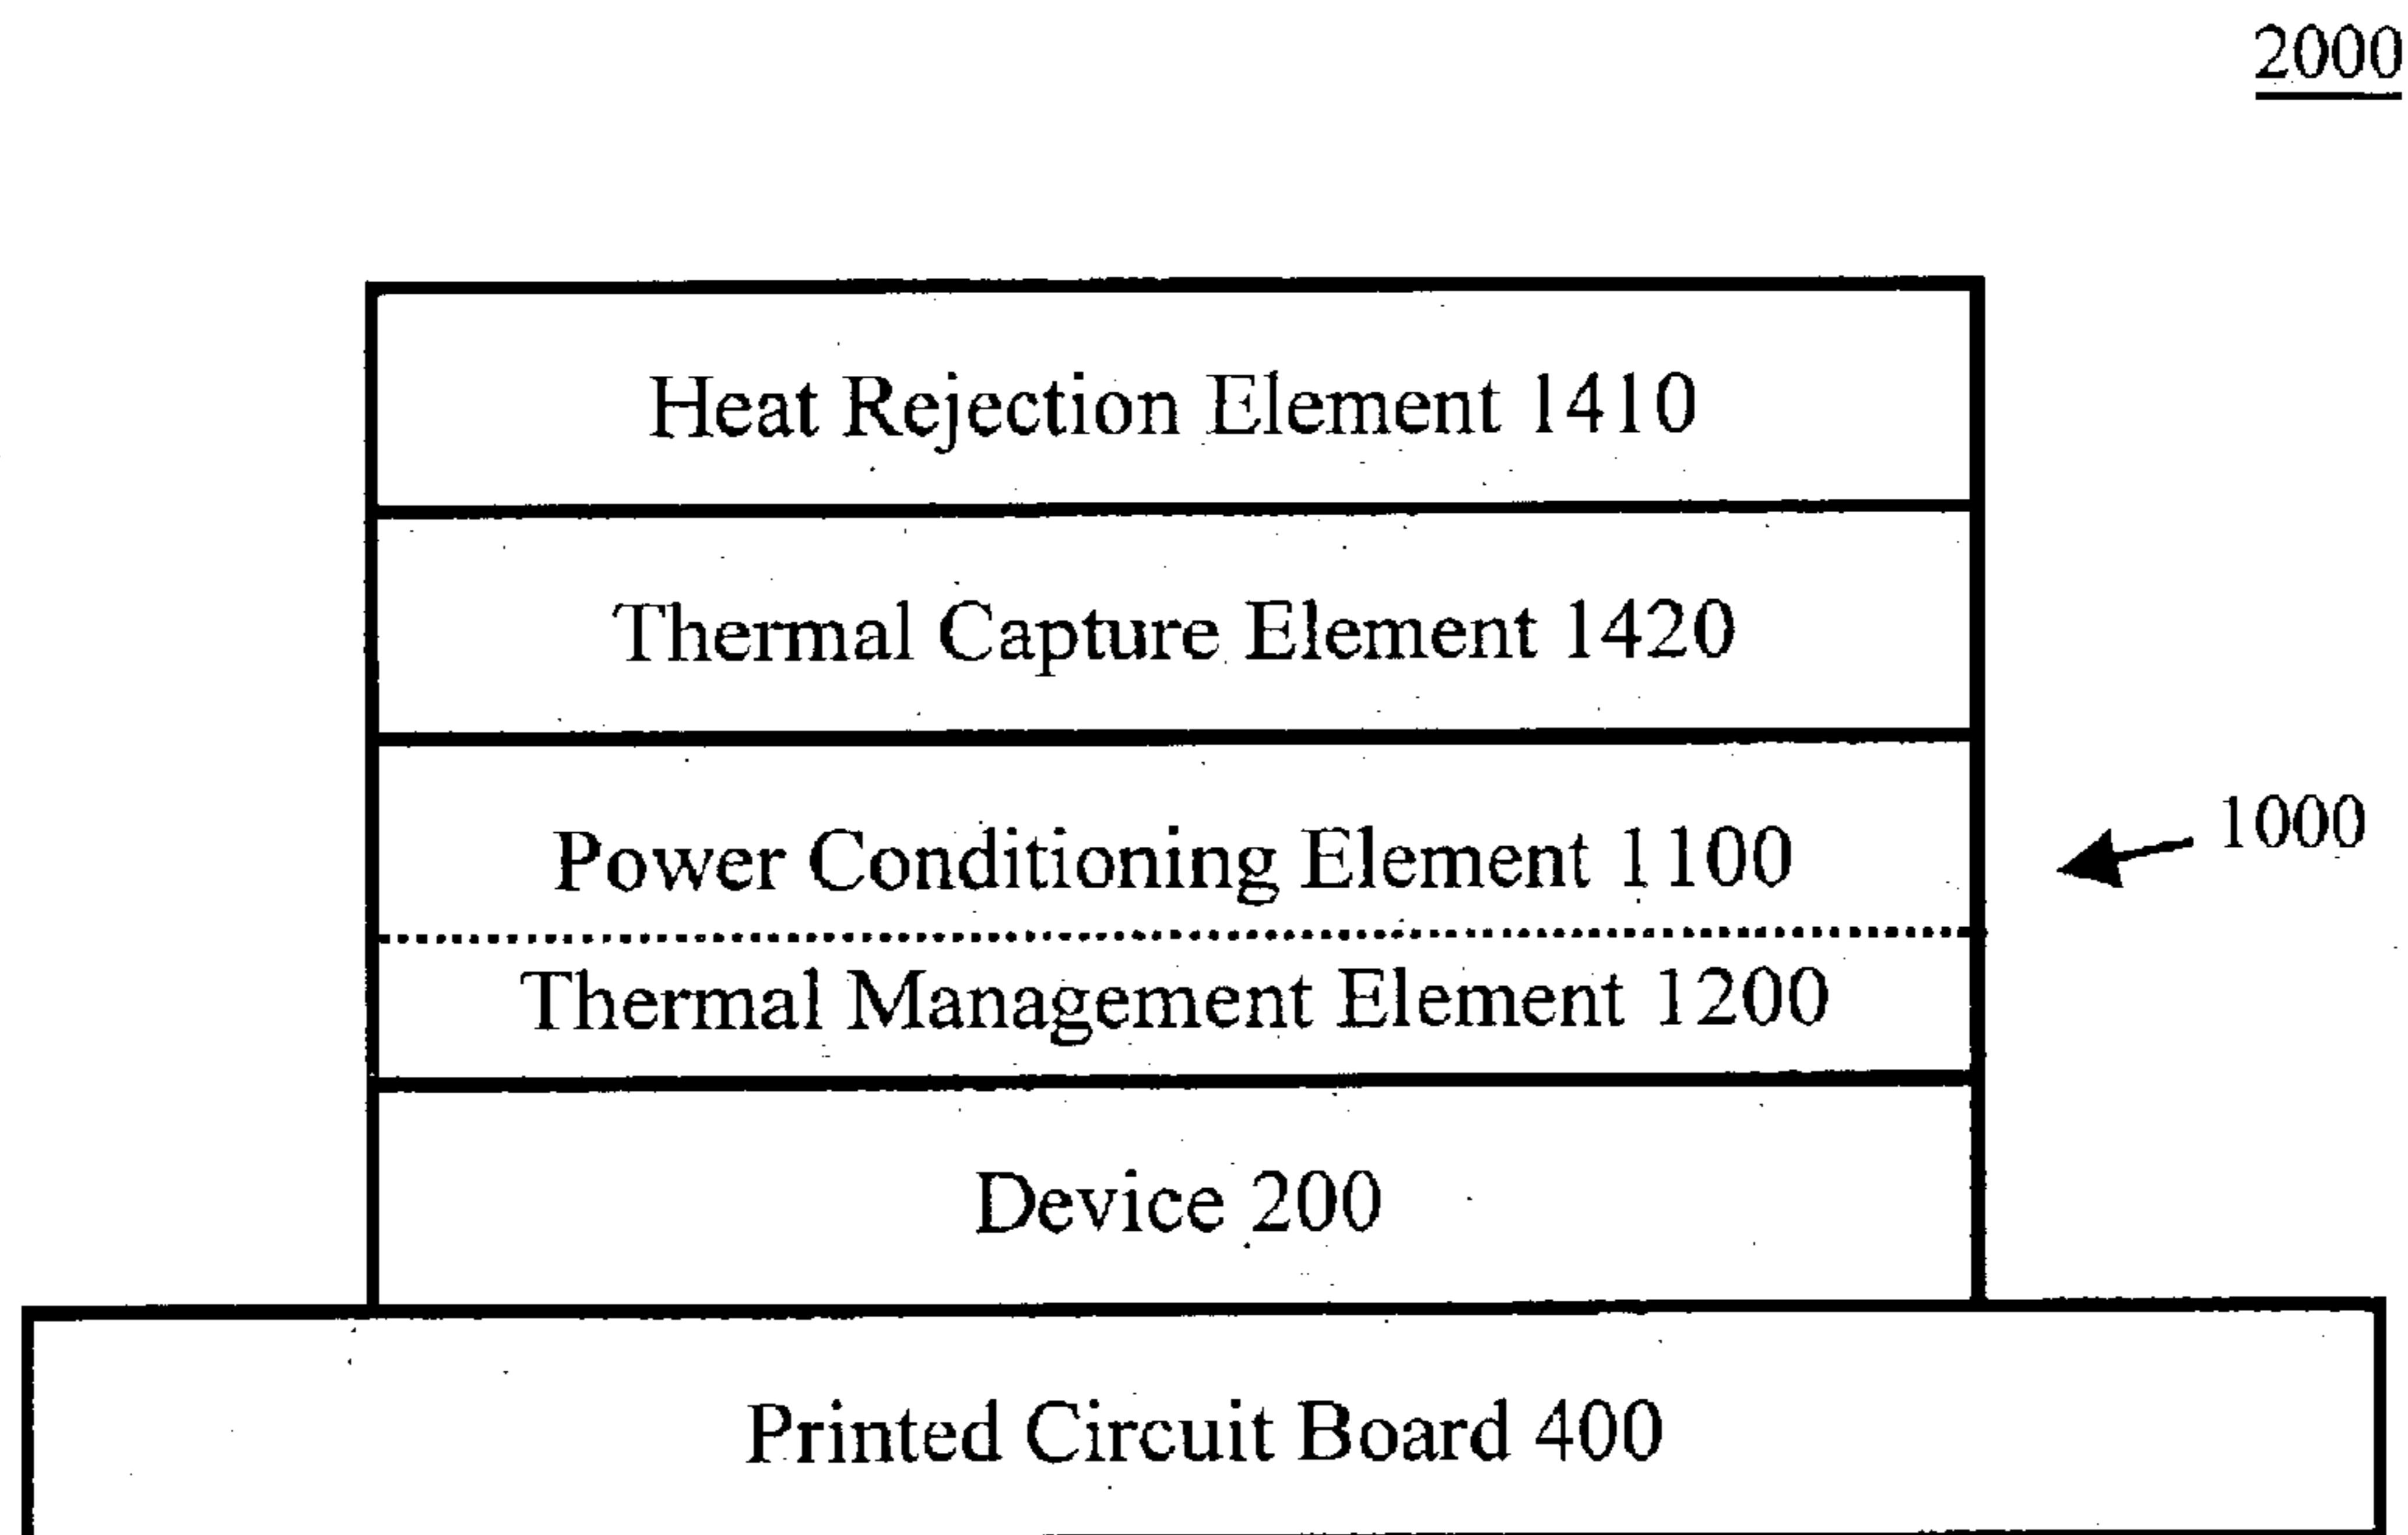 2000
Heat Rejection Element 1410
Thermal Capture Element 1420
Power Conditioning Element 1100
1000
Thermal Management Element 1200
Device 200
Printed Circuit Board 400